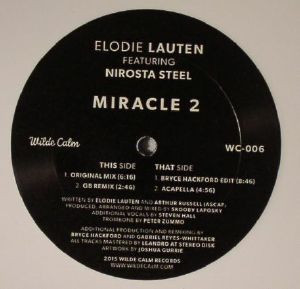 ELODIE LAUTEN
FEATURING
NIROSTA STEEL
MIRACLE 2
Wilde Calm
WC-006
THIS SIDE
1. ORIGINAL MIX (6:16)
2. GB REMIX (2:46)
THAT SIDE
1. BRYCE HACKFORD EDIT (8:46)
2. ACAPELLA (4:56)
WRITTEN BY ELODIE LAUTEN AND ARTHUR RUSSELL (ASCAP).
PRODUCED, ARRANGED AND MIXED BY SKOOBY LAPOSKY
ADDITIONAL VOCALS BY STEVEN HALL
TROMBONE BY PETER ZUMMO
ADDITIONAL PRODUCTION AND REMIXING BY
BRYCE HACKFORD AND GABRIEL REYES-WHITTAKER
ALL TRACKS MASTERED BY LEANDRO AT STEREO DISK
ARTWORK BY JOSHUA GURRIE
2015 WILDE CALM RECORDS
WWW.WILDECALM.COM